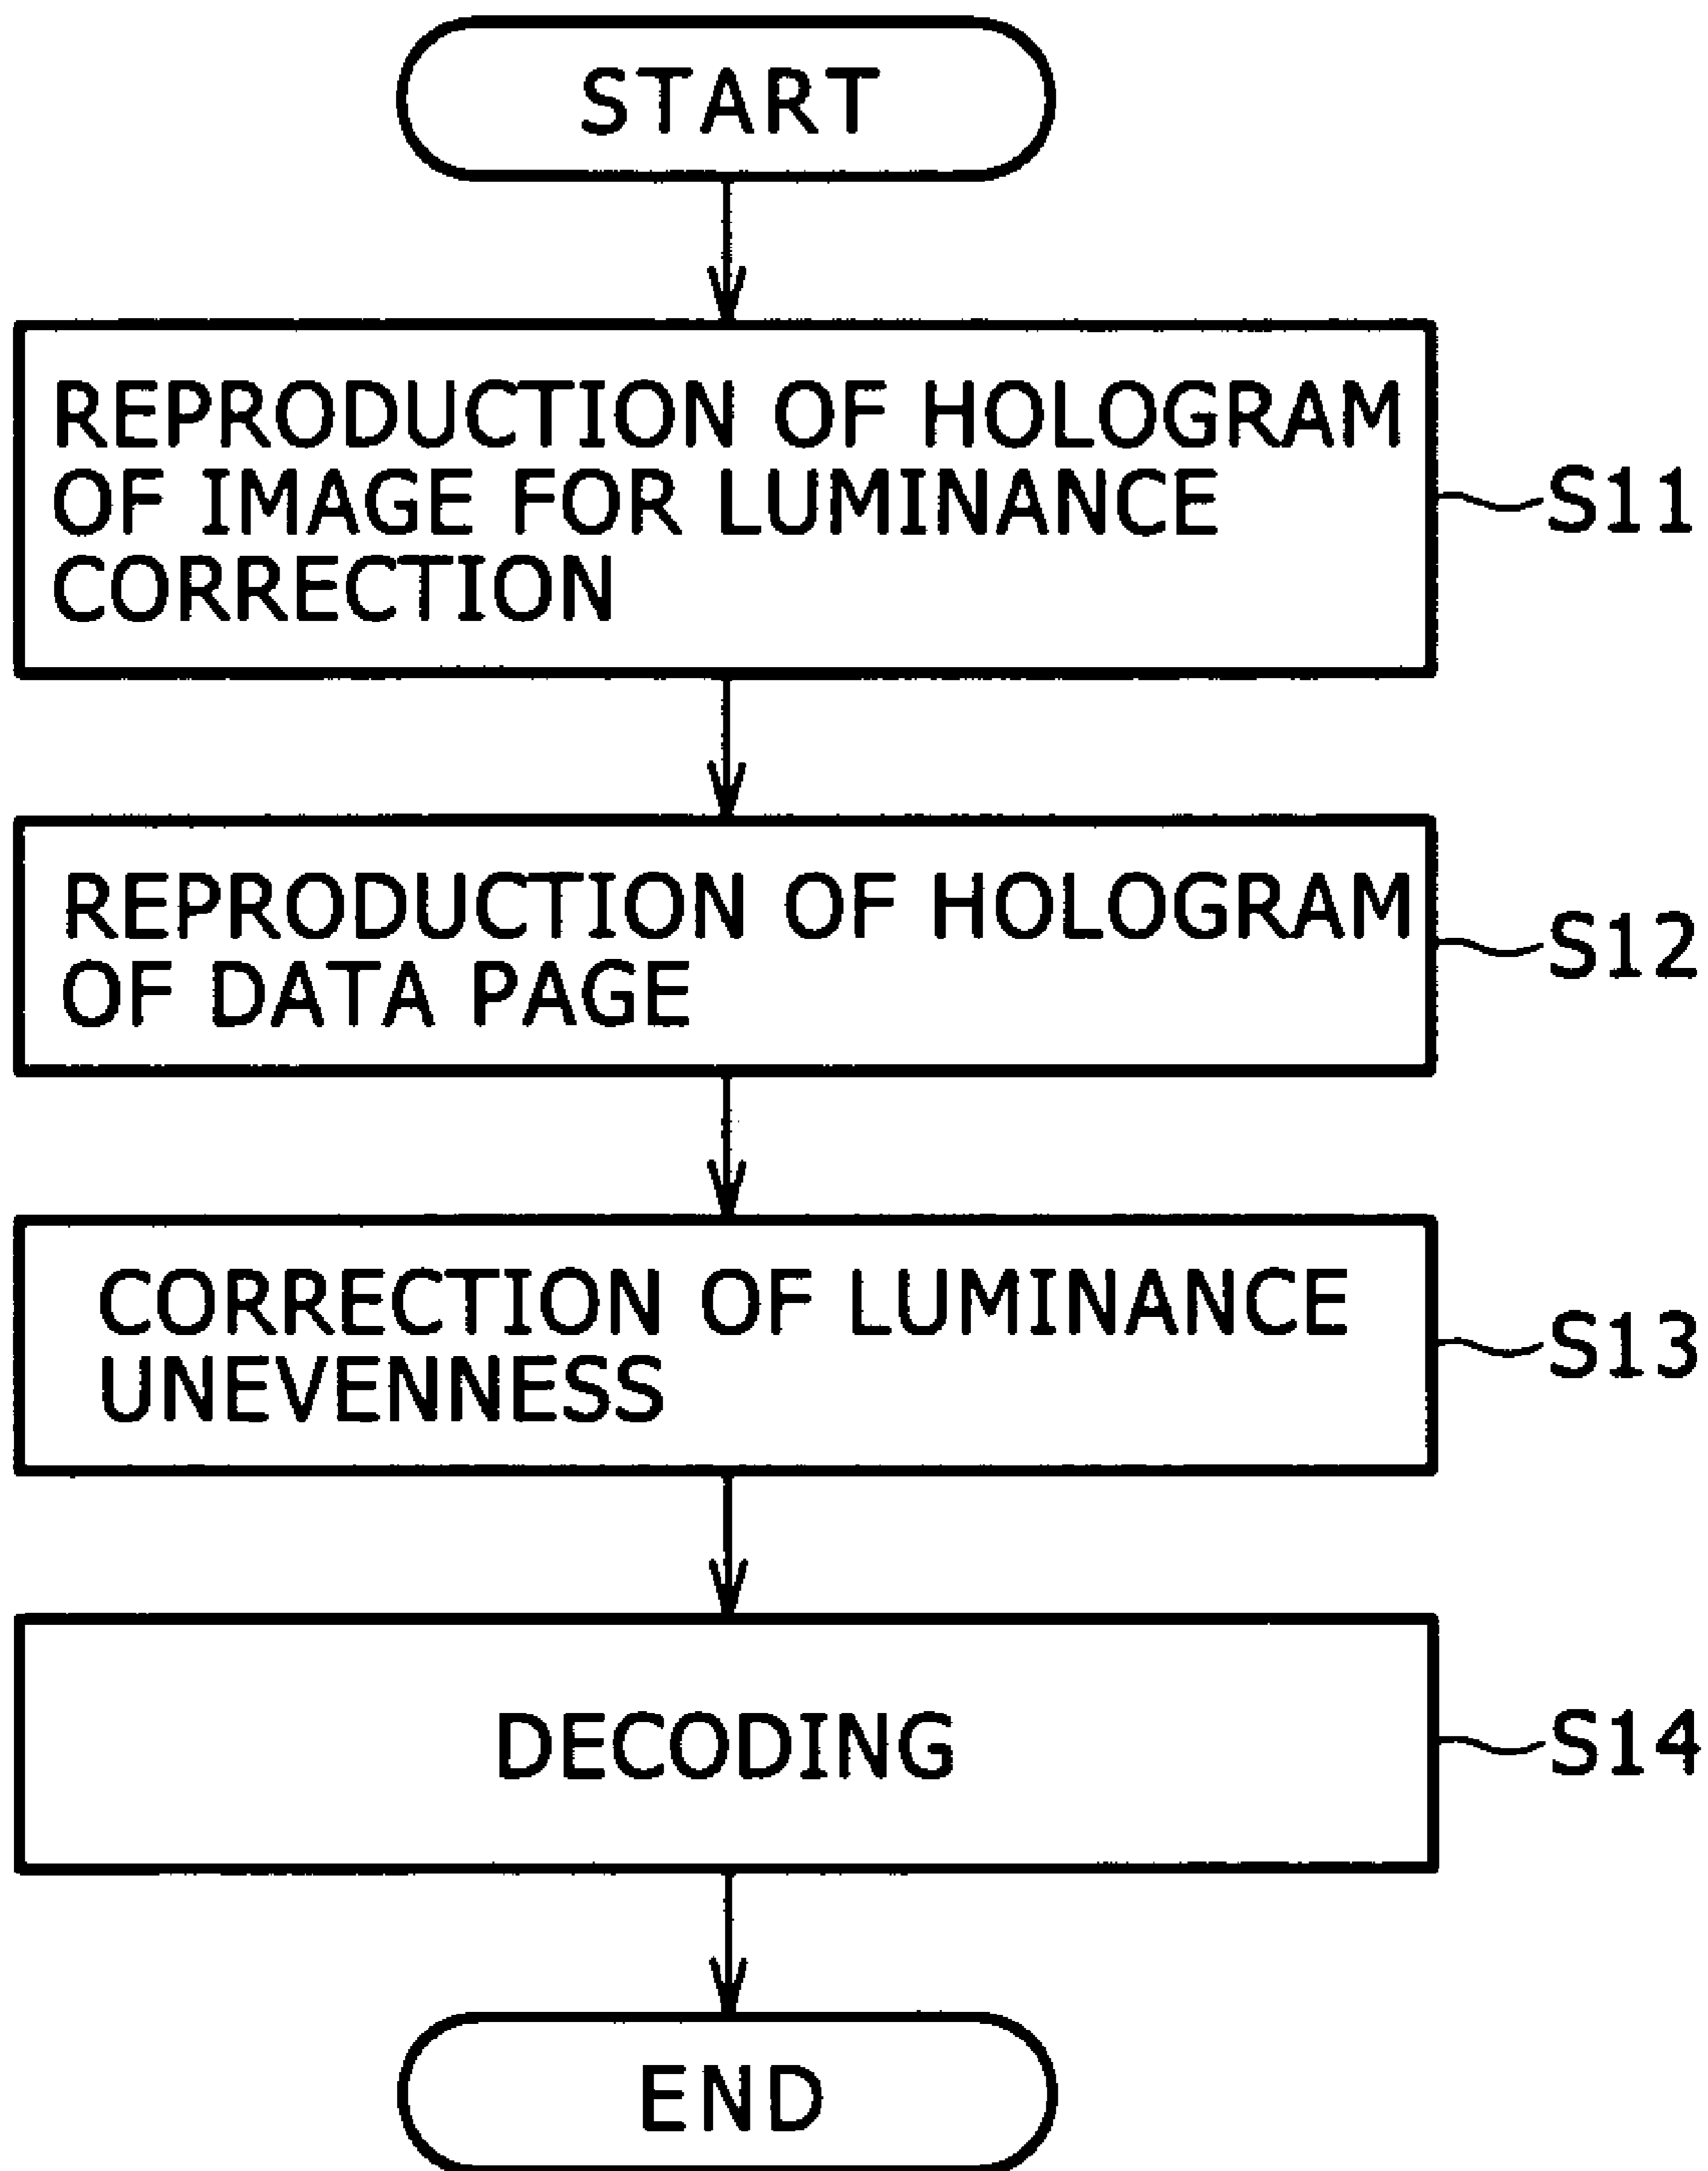 START
REPRODUCTION OF HOLOGRAM
OF IMAGE FOR LUMINANCE
CORRECTION
S11
REPRODUCTION OF HOLOGRAM
OF DATA PAGE
S12
CORRECTION OF LUMINANCE
UNEVENNESS
S13
DECODING
S14
END